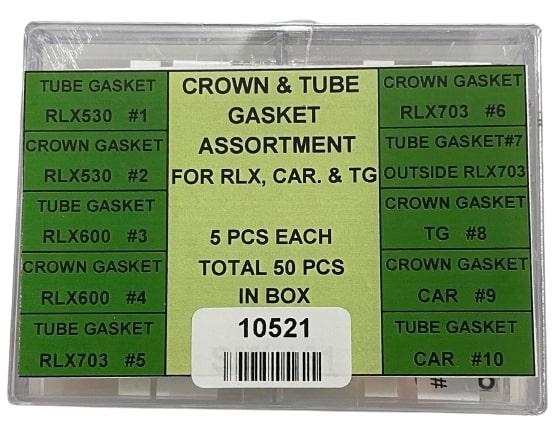 TUBE GASKET
RLX530 #1
CROWN GASKET
RLX530 #2
TUBE GASKET
RLX600 #3
CROWN GASKET
RLX600 #4
TUBE GASKET
RLX703 #5
CROWN & TUBE
GASKET
ASSORTMENT
FOR RLX, CAR. & TG
5 PCS EACH
TOTAL 50 PCS
IN BOX
10521
CROWN GASKET
RLX703 #6
TUBE GASKET#7
OUTSIDE RLX703
CROWN GASKET
TG #8
CROWN GASKET
CAR #9
TUBE GASKET
CAR #10